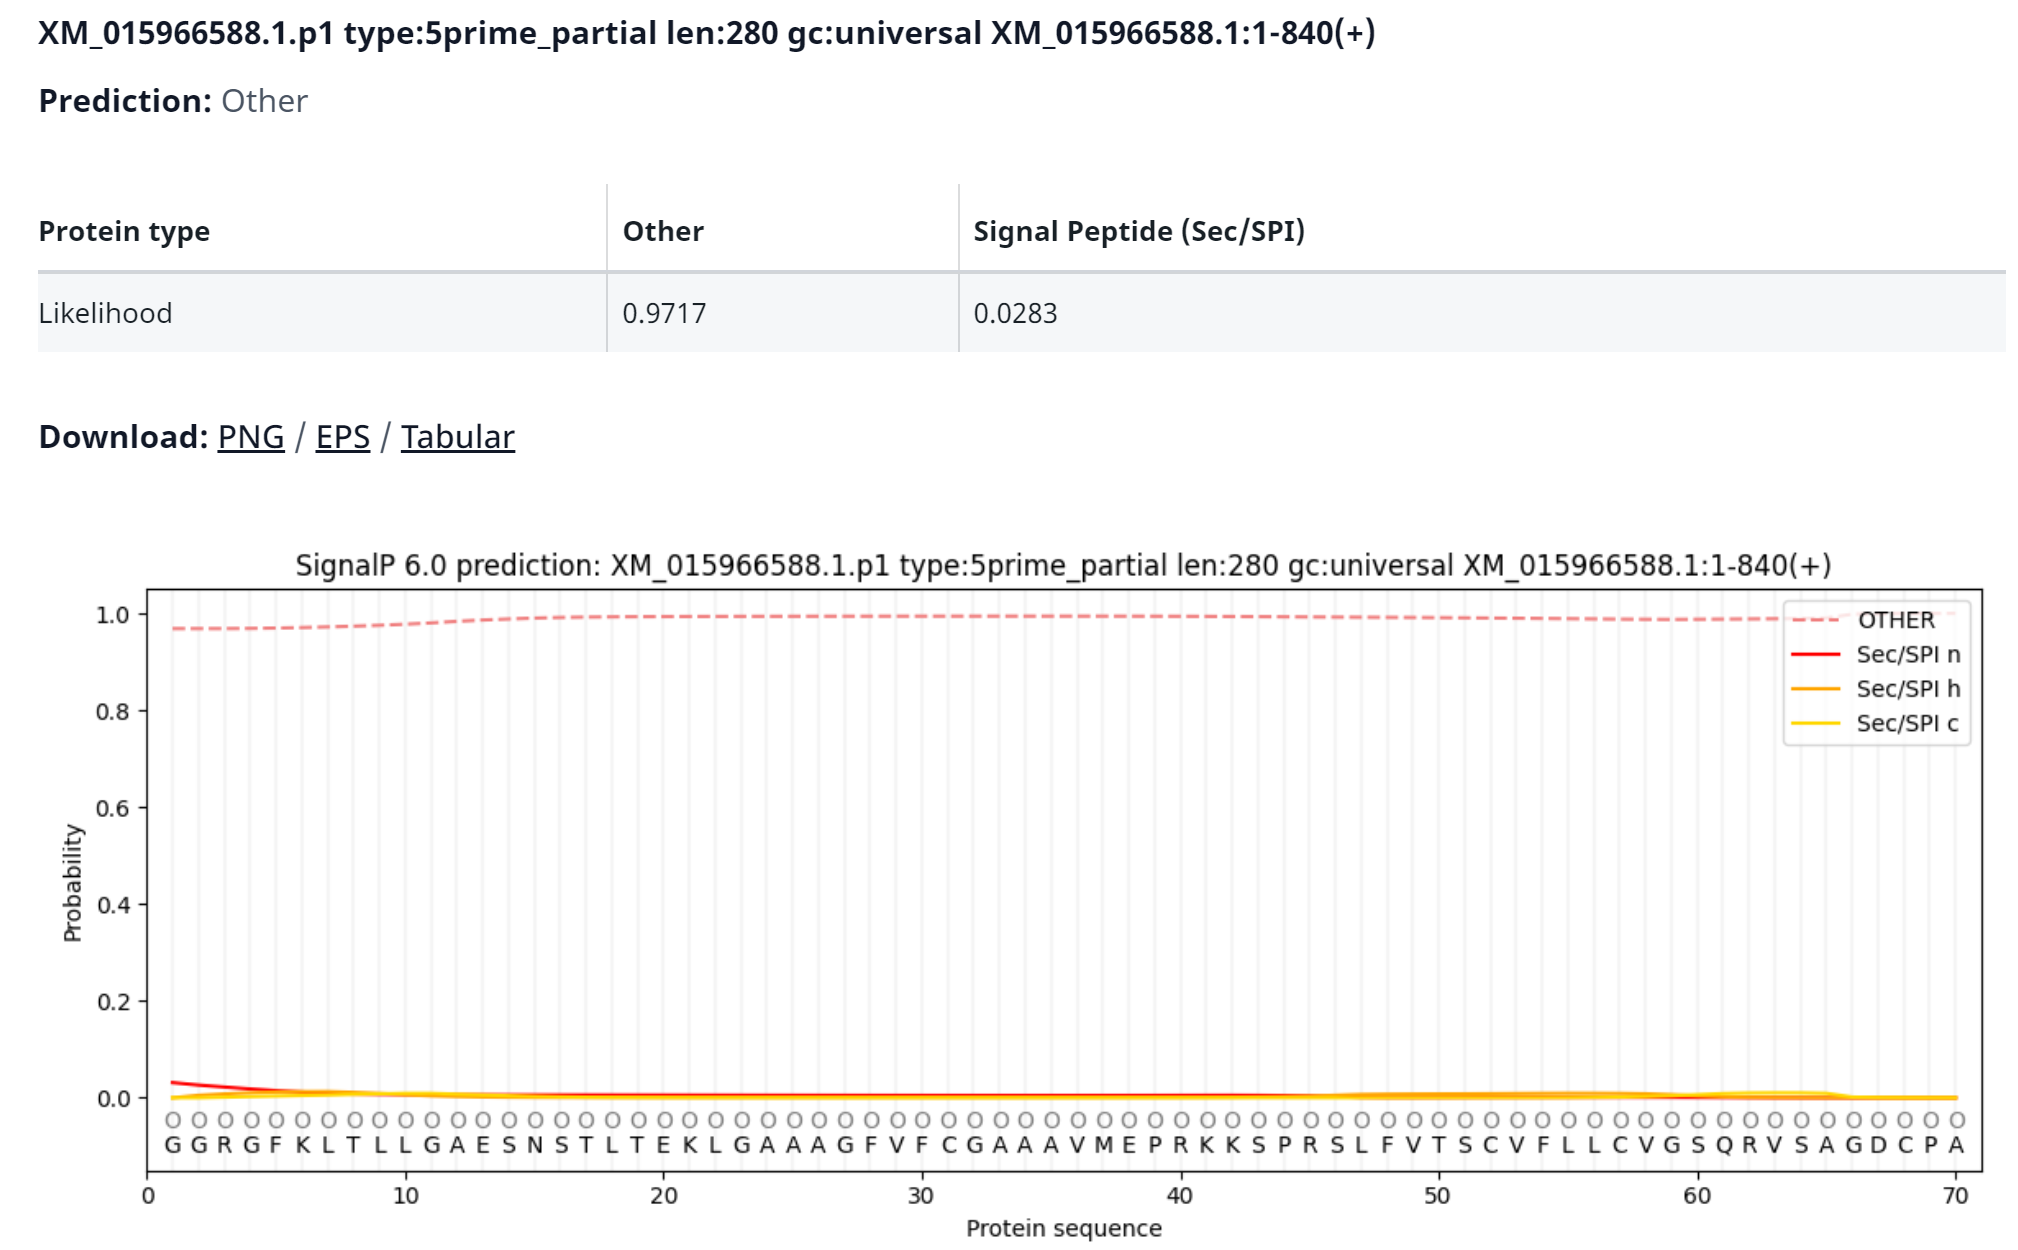 XM_015966588.1.p1 type:5prime_partial len:280 gc:universal XM_015966588.1:1-840(+)
Prediction: Other
Protein type Other Signal Peptide (Sec/SPI)
Likelihood 0.9717 0.0283
Download: PNG / EPS / Tabular
SignalP 6.0 prediction: XM_015966588.1.p1 type:5prime_partial len:280 gc:universal XM_015966588.1:1-840(+)
OTHER
Sec/SPI n
Sec/SPI h
Sec/SPI c
1.0
0.8
0.6
0.4
0.2
0.0
Probability
O O O O O O O O O O O O O O O O O O O O O O O O O O O O O O O O O O O O O O O O O O O O O O O O O O O O O O O O O O O O O O O O O O O O O O
G G R G F K L T L L G A E S N S T L T E K L G A A A G F V F C G A A A V M E P R K K S P R S L F V T S C V F L L C V G S Q R V S A G D C P A
0 10 20 30 40 50 60 70
Protein sequence